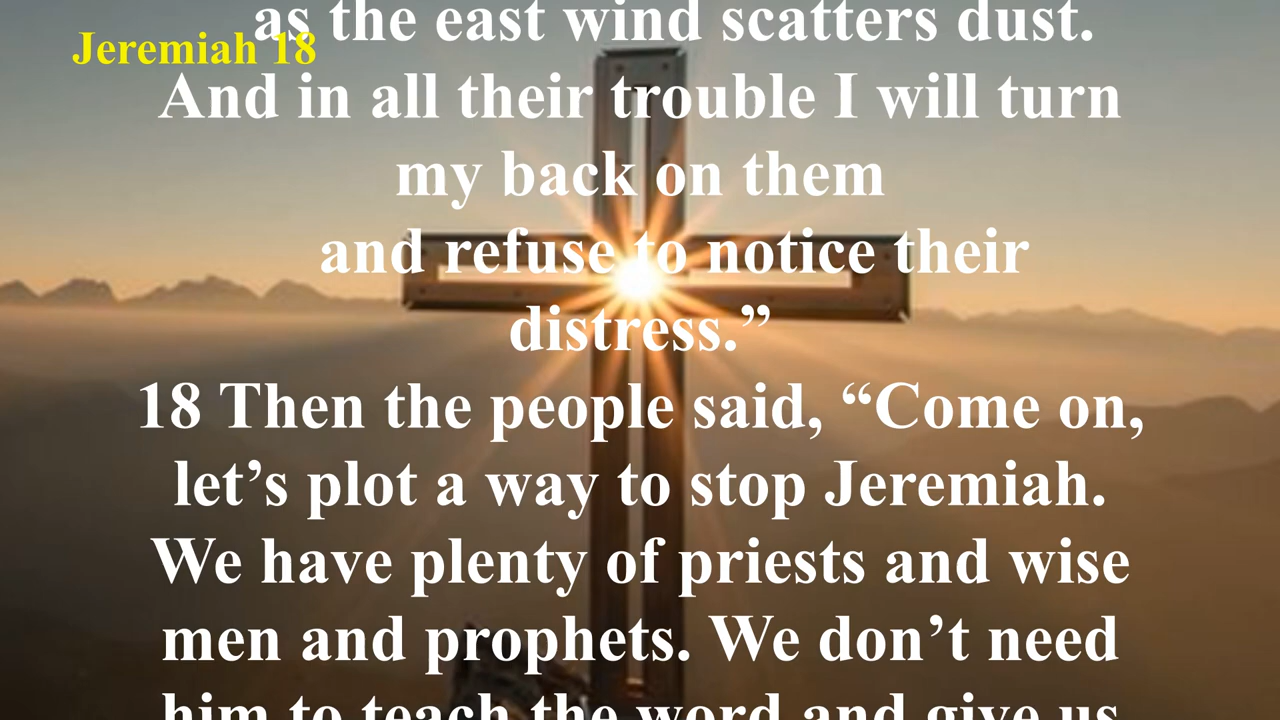 as the east wind scatters dust.
Jeremiah 18
And in all their trouble I will turn
my back on them
and refuse to notice their
distress.”
18 Then the people said, “Come on,
let’s plot a way to stop Jeremiah.
We have plenty of priests and wise
men and prophets. We don’t need
him to teach the word and give us